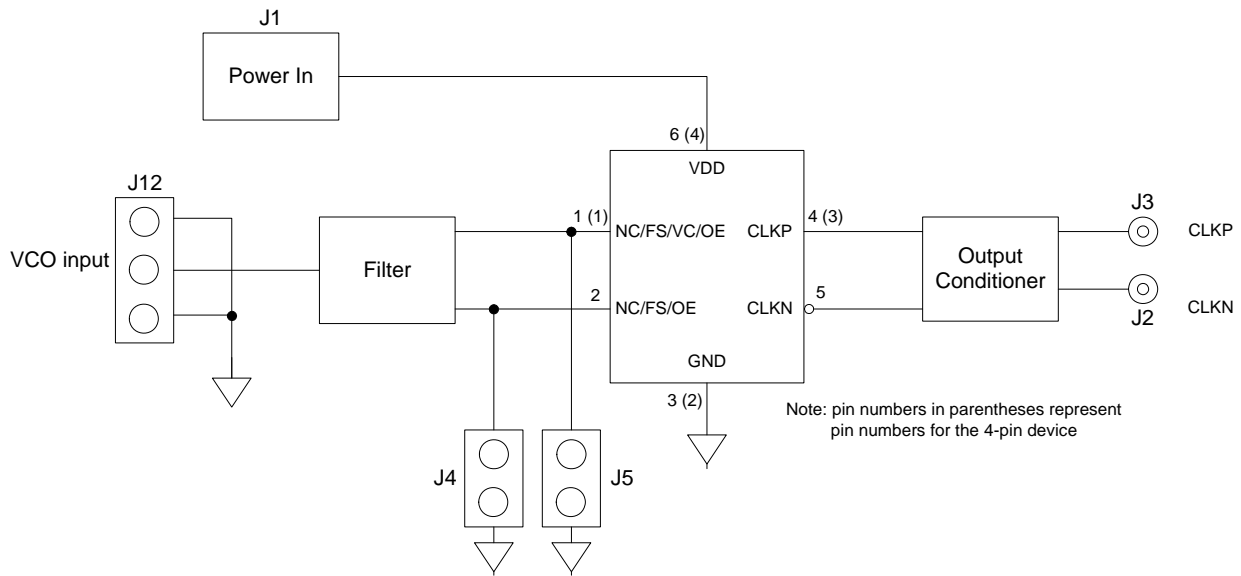 J1
Power In
6 (4)
VDD
J12
VCO input
Filter
1 (1)
NC/FS/VC/OE
CLKP
4 (3)
2
NC/FS/OE
CLKN
5
GND
3 (2)
Output
Conditioner
J3
CLKP
J2
CLKN
Note: pin numbers in parentheses represent
pin numbers for the 4-pin device
J4
J5